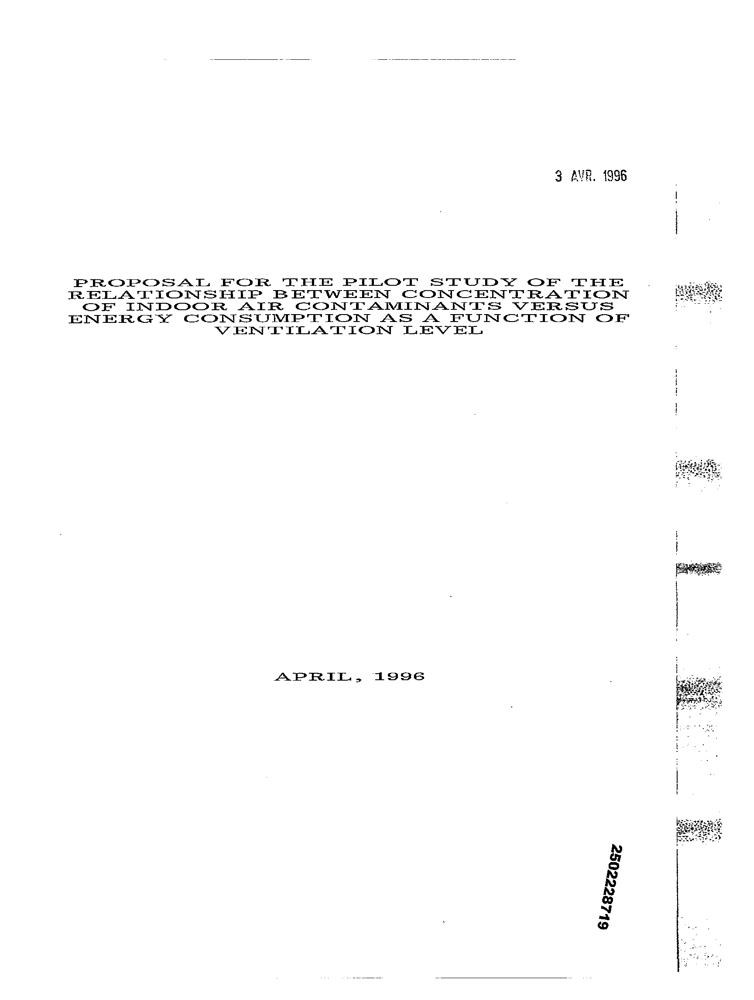 3 AVR. 1996
PROPOSAL FOR THE PILOT STUDY OF THE
RELATIONSHIP BETWEEN CONCENTRATION
OF INDOOR AIR CONTAMINANTS VERSUS
ENERGY CONSUMPTION AS A FUNCTION OF
VENTILATION LEVEL
APRIL, 1996
2502228719